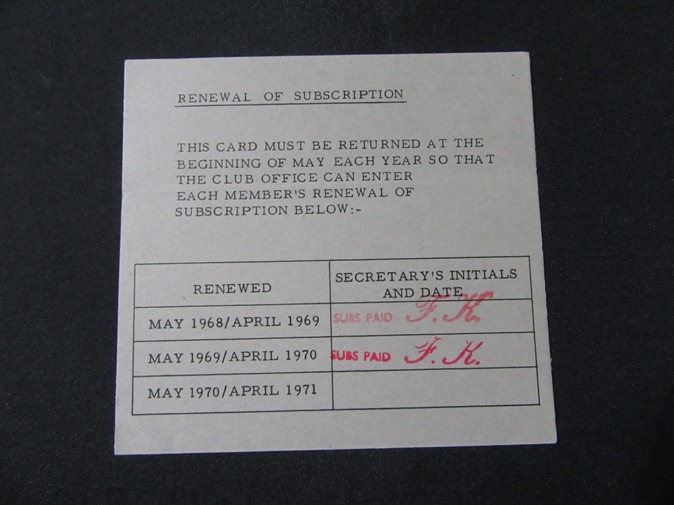 RENEWAL OF SUBSCRIPTION
THIS CARD MUST BE RETURNED AT THE
BEGINNING OF MAY EACH YEAR SO THAT
THE CLUB OFFICE CAN ENTER
EACH MEMBER'S RENEWAL OF
SUBSCRIPTION BELOW:-
RENEWED
SECRETARY'S INITIALS
AND DATE
MAY 1968/APRIL 1969 SUBS PAID F. K.
MAY 1969/APRIL 1970 SUBS PAID F. K.
MAY 1970/APRIL 1971